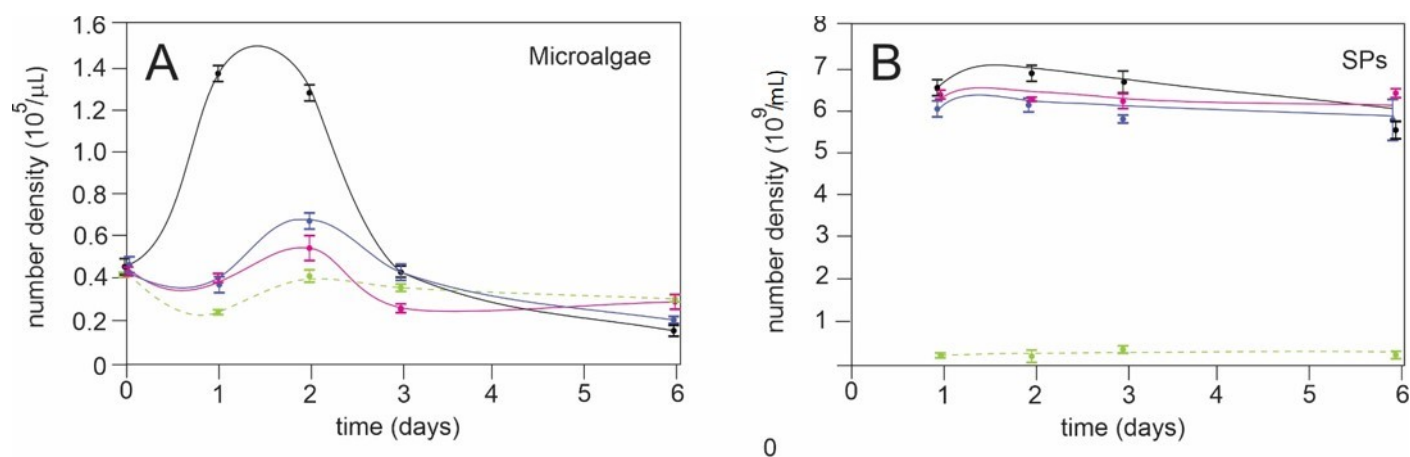 A
Microalgae
number density (10⁵/μL)
1.6
1.4
1.2
1.0
0.8
0.6
0.4
0.2
0
0 1 2 3 4 5 6
time (days)
B
SPs
number density (10⁹/mL)
8
7
6
5
4
3
2
1
0 1 2 3 4 5 6
time (days)
0